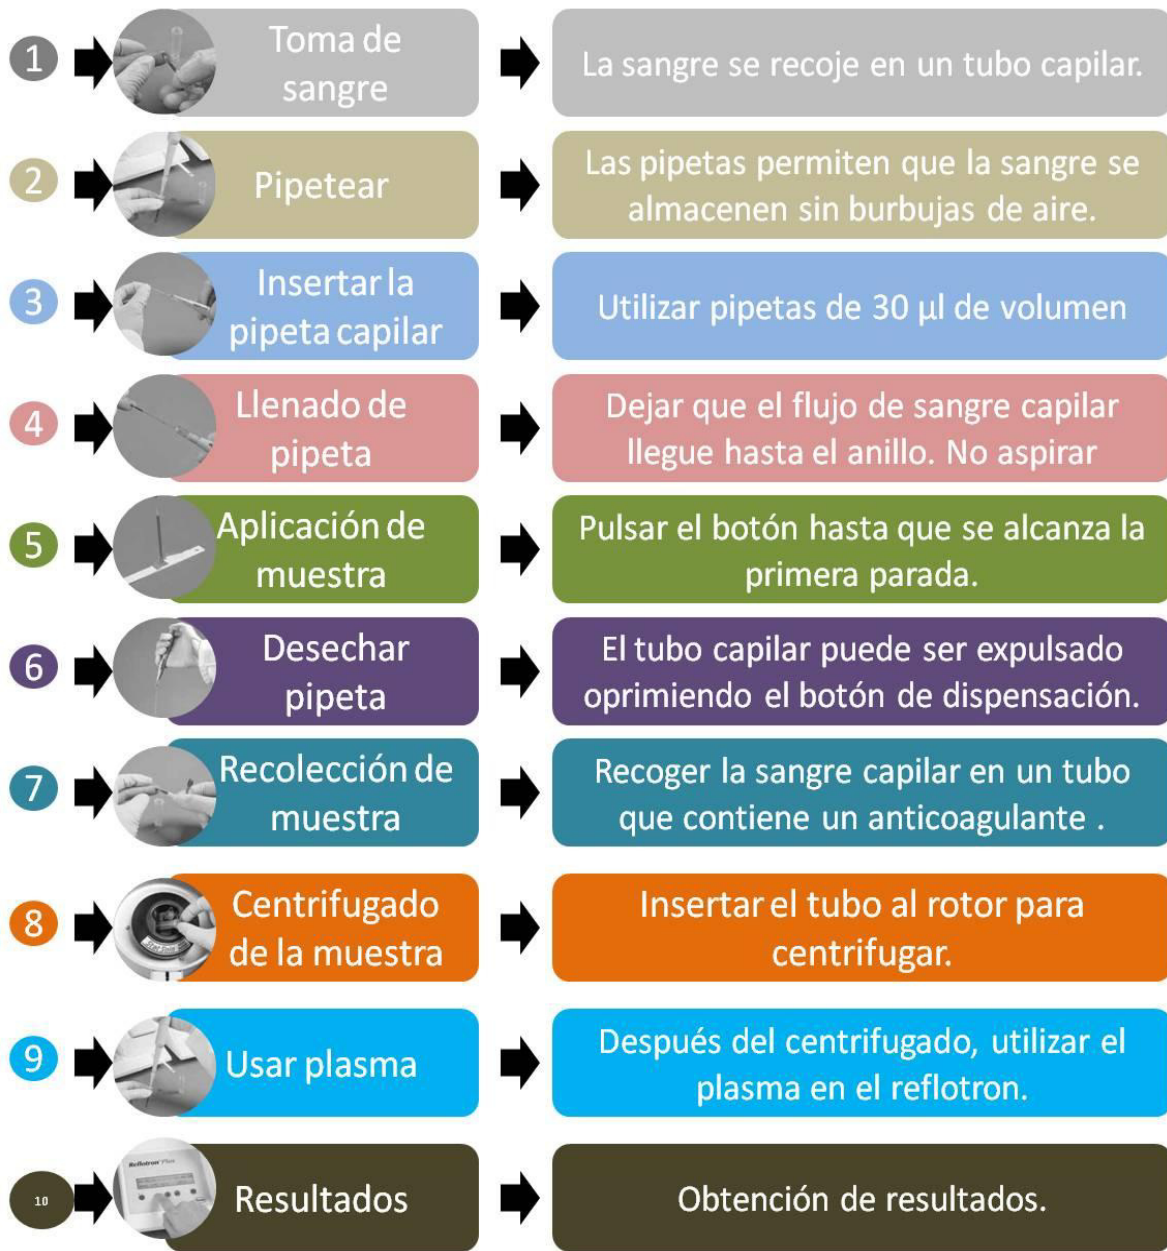 1
Toma de
sangre
La sangre se recoje en un tubo capilar.
2
Pipetear
Las pipetas permiten que la sangre se
almacenen sin burbujas de aire.
3
Insertar la
pipeta capilar
Utilizar pipetas de 30 µl de volumen
4
Llenado de
pipeta
Dejar que el flujo de sangre capilar
llegue hasta el anillo. No aspirar
5
Aplicación de
muestra
Pulsar el botón hasta que se alcanza la
primera parada.
6
Desechar
pipeta
El tubo capilar puede ser expulsado
oprimiendo el botón de dispensación.
7
Recolección de
muestra
Recoger la sangre capilar en un tubo
que contiene un anticoagulante .
8
Centrifugado
de la muestra
Insertar el tubo al rotor para
centrifugar.
9
Usar plasma
Después del centrifugado, utilizar el
plasma en el reflotron.
10
Reflotron Plus
Resultados
Obtención de resultados.